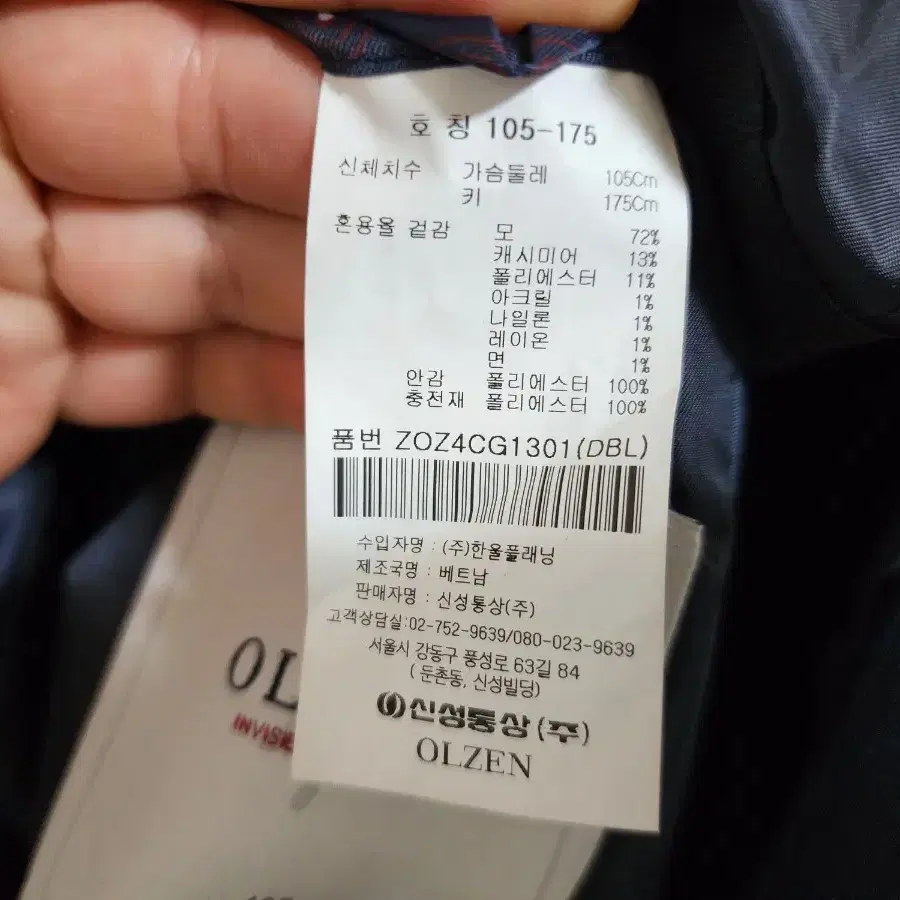 호 칭 105-175
신체치수 가슴둘레 105Cm
키 175Cm
혼용율 겉감 모 72%
캐시미어 13%
폴리에스터 11%
아크릴 1%
나일론 1%
레이온 1%
면 1%
안감 폴리에스터 100%
충전재 폴리에스터 100%
품번 ZOZ4CG1301(DBL)
수입자명 : (주)한울플래닝
제조국명 : 베트남
판매자명 : 신성통상(주)
고객상담실:02-752-9639/080-023-9639
서울시 강동구 풍성로 63길 84
(둔촌동, 신성빌딩)
신성통상(주)
OLZEN